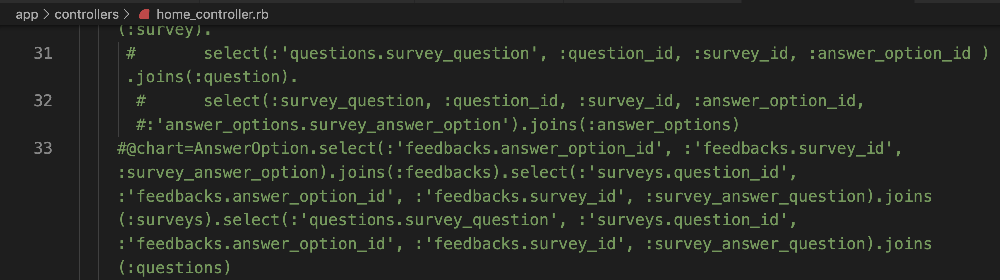 app > controllers > home_controller.rb
(:survey).
31 #       select(:'questions.survey_question', :question_id, :survey_id, :answer_option_id )
.joins(:question).
32 #      select(:survey_question, :question_id, :survey_id, :answer_option_id,
#:'answer_options.survey_answer_option').joins(:answer_options)
33 #@chart=AnswerOption.select(:'feedbacks.answer_option_id', :'feedbacks.survey_id',
:survey_answer_option).joins(:feedbacks).select(:'surveys.question_id',
:'feedbacks.answer_option_id', :'feedbacks.survey_id', :survey_answer_question).joins
(:surveys).select(:'questions.survey_question', :'surveys.question_id',
:'feedbacks.answer_option_id', :'feedbacks.survey_id', :survey_answer_question).joins
(:questions)